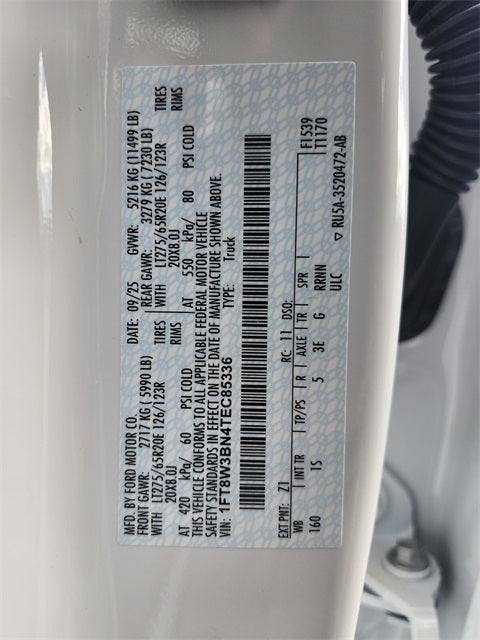 MFD BY FORD MOTOR CO.
DATE: 09/25 GVWR: 5216 KG (11499 LB)
FRONT GAWR: 2717 KG ( 5990 LB) REAR GAWR: 3279 KG ( 7230 LB)
WITH LT275/65R20E 126/123R TIRES WITH LT275/65R20E 126/123R TIRES
20X8.0J RIMS 20X8.0J RIMS
AT 420 kPa/ 60 PSI COLD AT 550 kPa/ 80 PSI COLD
THIS VEHICLE CONFORMS TO ALL APPLICABLE FEDERAL MOTOR VEHICLE
SAFETY STANDARDS IN EFFECT ON THE DATE OF MANUFACTURE SHOWN ABOVE.
VIN: 1FT8W3BN4TEC85336 TYPE: Truck
F1539
T1170
EXT PNT: Z1 RC: 11 DSO:
WB INT TR TP/PS R AXLE TR SPR
160 1S 5 3E G RRNN
ULC
▽ RU5A-3520472-AB